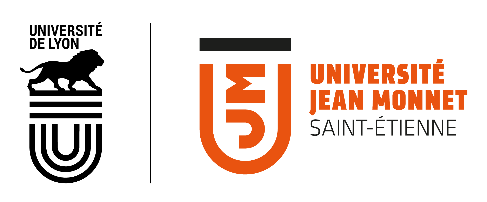 UNIVERSITÉ
DE LYON
UJM
UNIVERSITÉ
JEAN MONNET
SAINT-ÉTIENNE